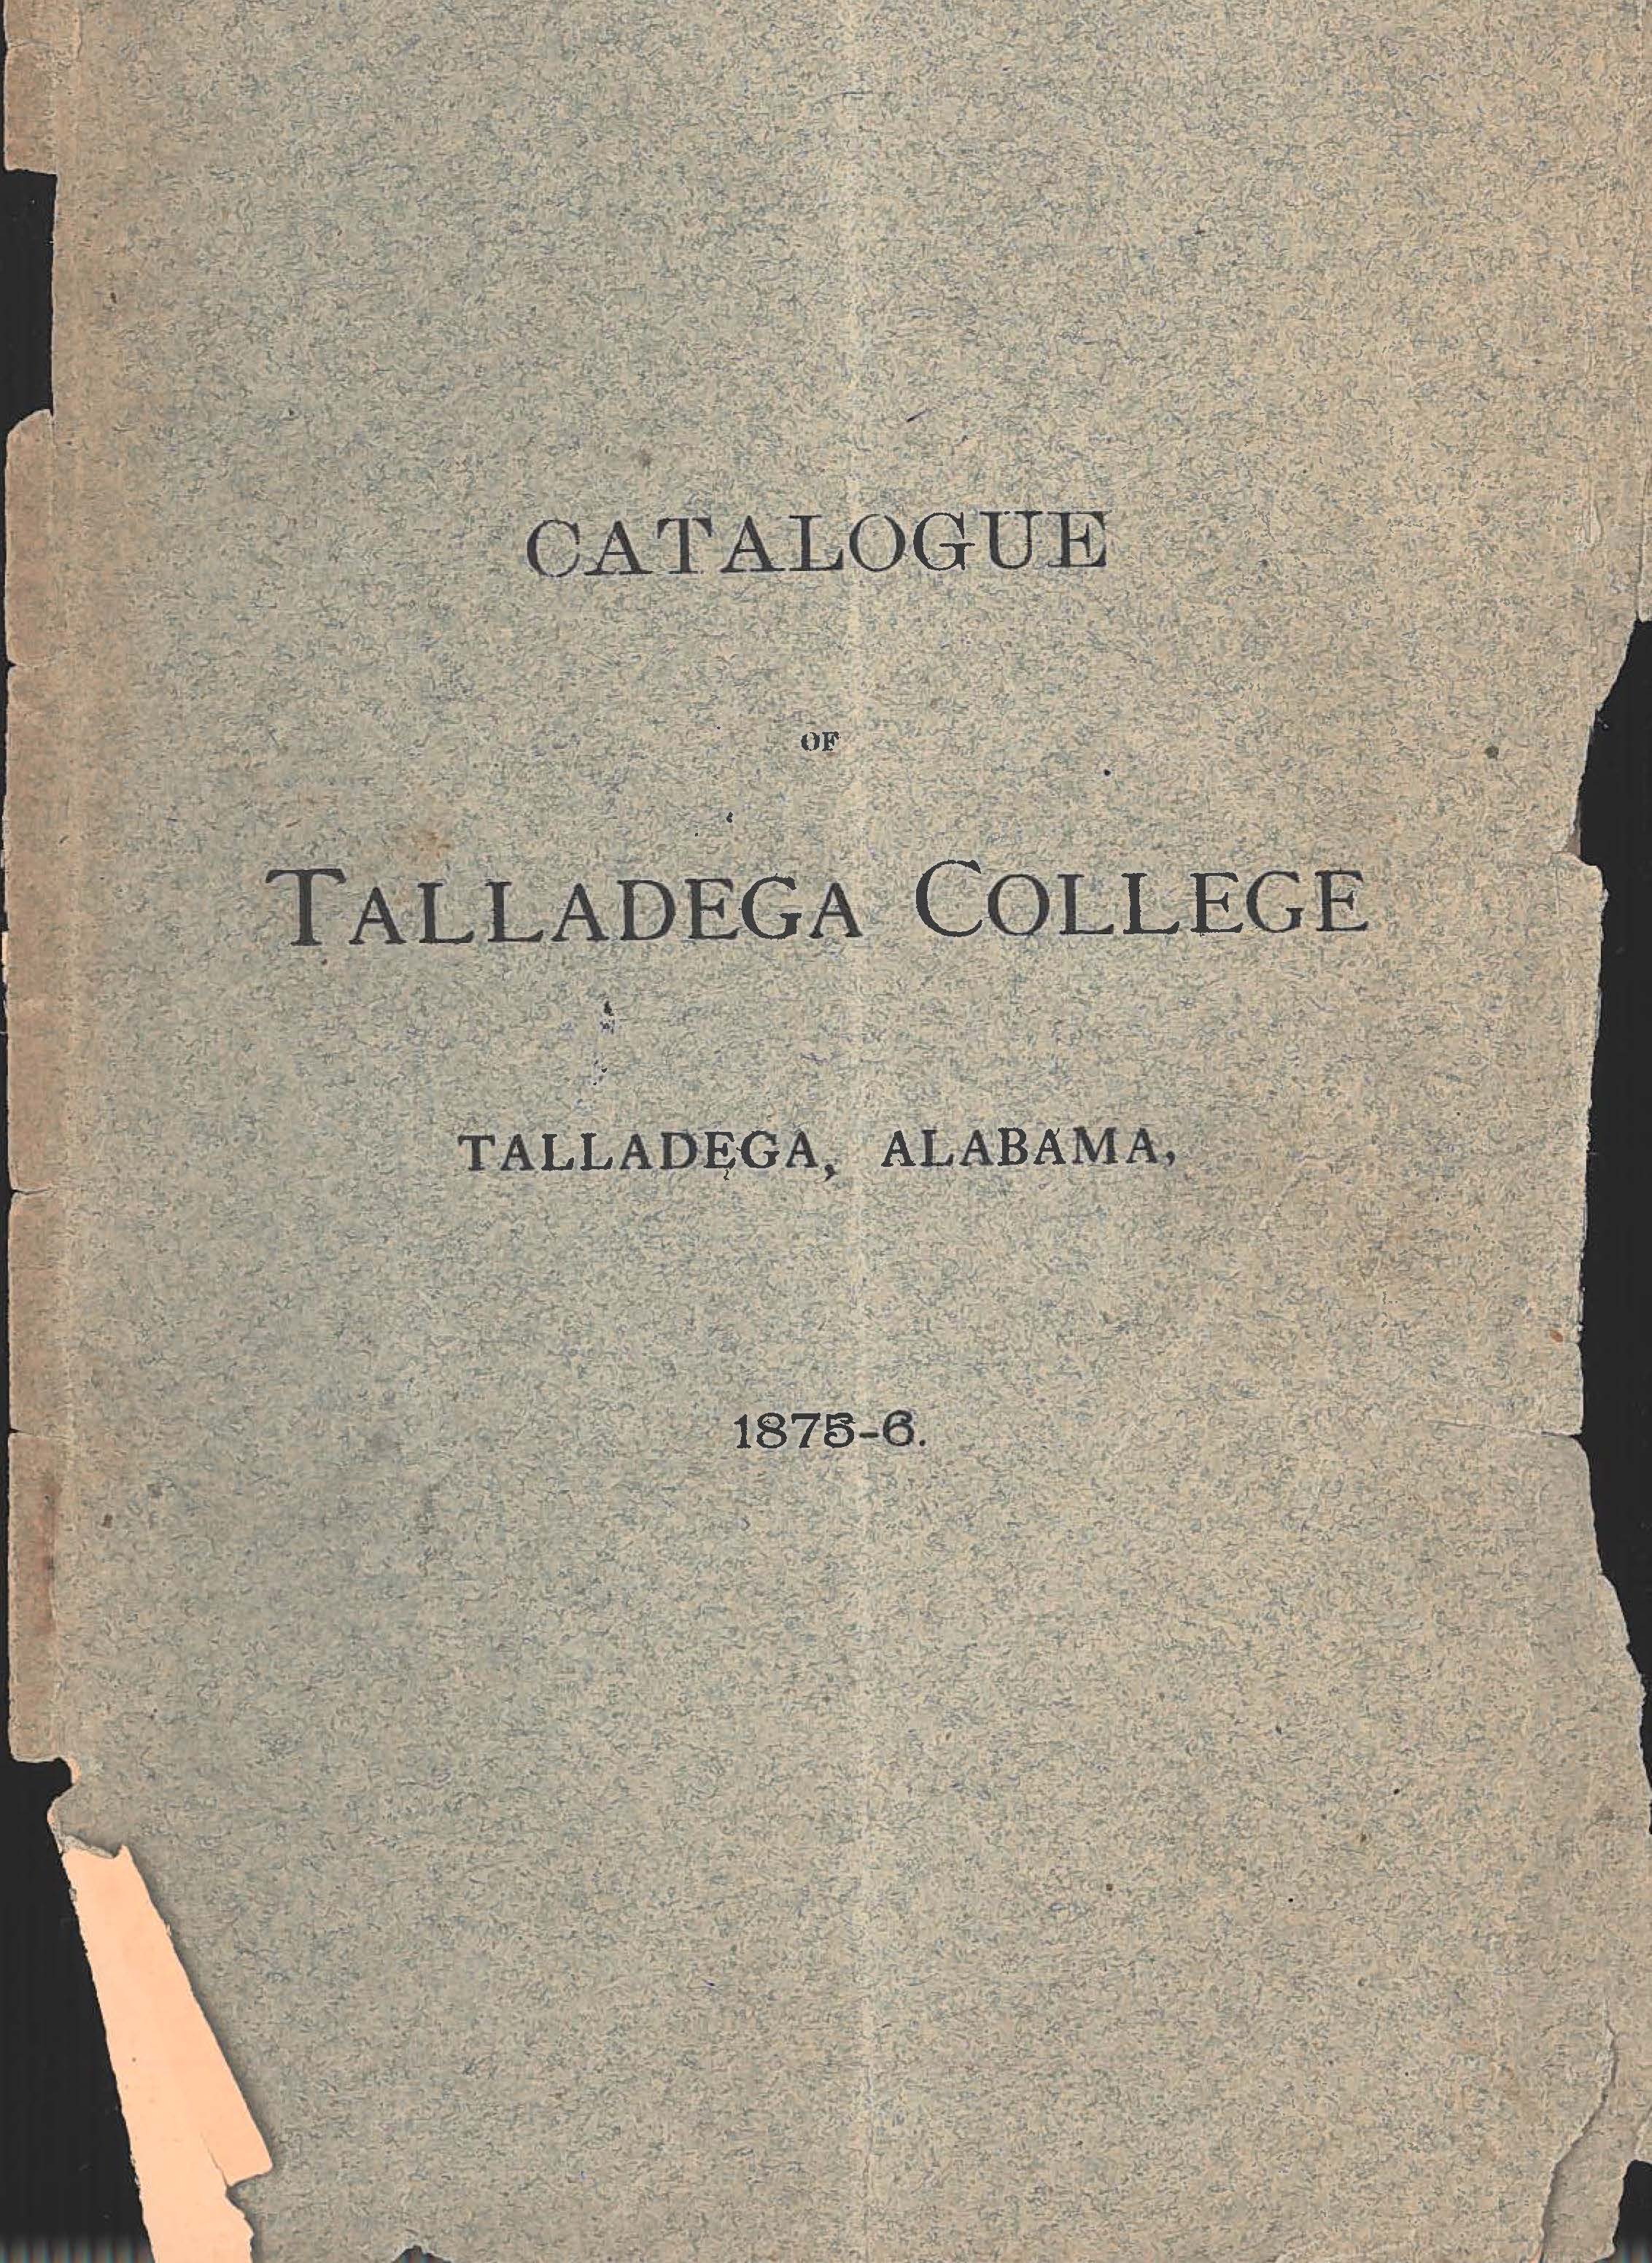 CATALOGUE
OF
TALLADEGA COLLEGE
TALLADEGA, ALABAMA,
1875-6.